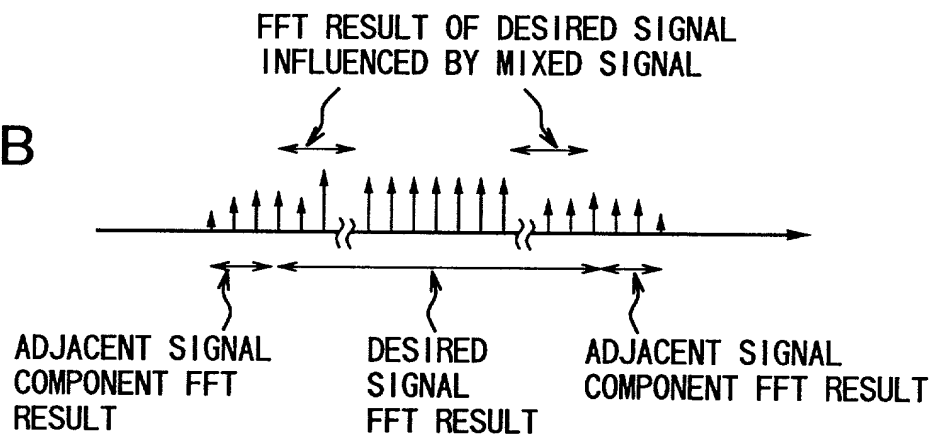 FFT RESULT OF DESIRED SIGNAL
INFLUENCED BY MIXED SIGNAL
B
ADJACENT SIGNAL
COMPONENT FFT
RESULT
DESIRED
SIGNAL
FFT RESULT
ADJACENT SIGNAL
COMPONENT FFT RESULT